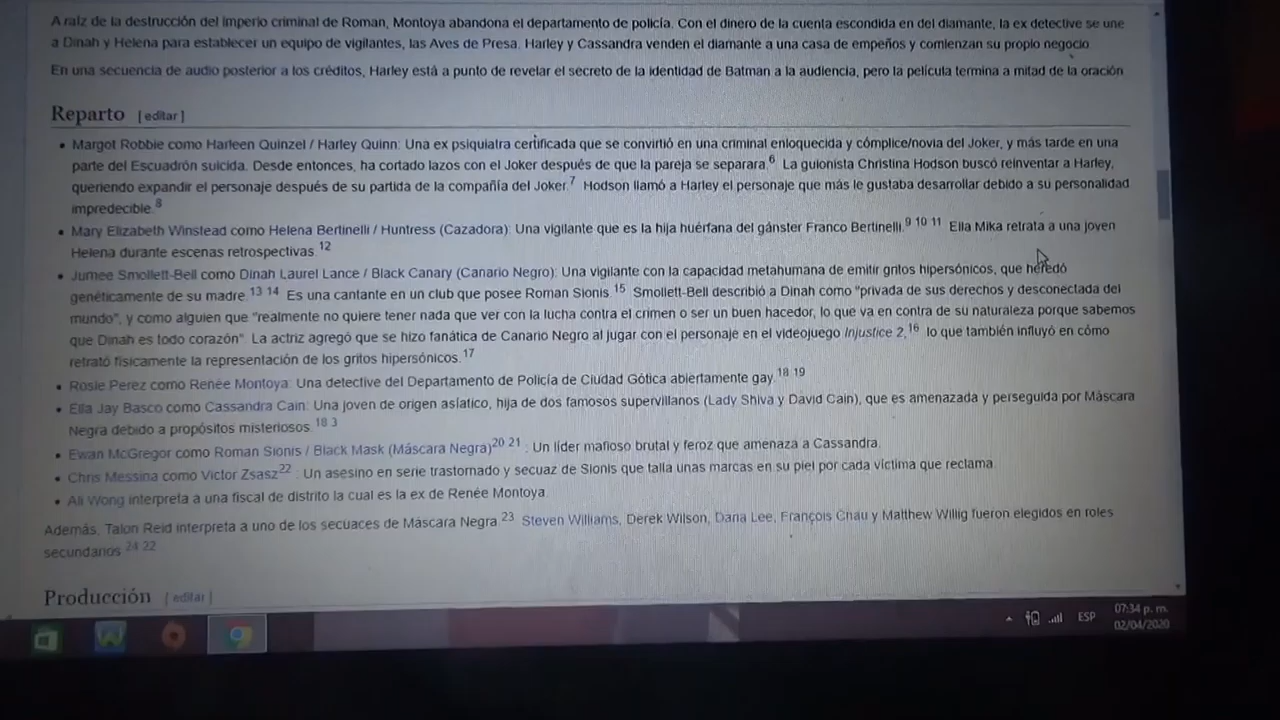 A raíz de la destrucción del imperio criminal de Roman, Montoya abandona el departamento de policía. Con el dinero de la cuenta escondida en del diamante, la ex detective se une
a Dinah y Helena para establecer un equipo de vigilantes, las Aves de Presa. Harley y Cassandra venden el diamante a una casa de empeños y comienzan su propio negocio.
En una secuencia de audio posterior a los créditos, Harley está a punto de revelar el secreto de la identidad de Batman a la audiencia, pero la película termina a mitad de la oración
Reparto [ editar ]
• Margot Robbie como Harleen Quinzel / Harley Quinn: Una ex psiquiatra certificada que se convirtió en una criminal enloquecida y cómplice/novia del Joker, y más tarde en una
parte del Escuadrón suicida. Desde entonces, ha cortado lazos con el Joker después de que la pareja se separara.6 La guionista Christina Hodson buscó reinventar a Harley,
queriendo expandir el personaje después de su partida de la compañía del Joker.7 Hodson llamó a Harley el personaje que más le gustaba desarrollar debido a su personalidad
impredecible.8
• Mary Elizabeth Winstead como Helena Bertinelli / Huntress (Cazadora): Una vigilante que es la hija huérfana del gánster Franco Bertinelli.9 10 11 Ella Mika retrata a una joven
Helena durante escenas retrospectivas.12
• Jurnee Smollett-Bell como Dinah Laurel Lance / Black Canary (Canario Negro): Una vigilante con la capacidad metahumana de emitir gritos hipersónicos, que heredó
genéticamente de su madre.13 14 Es una cantante en un club que posee Roman Sionis.15 Smollett-Bell describió a Dinah como "privada de sus derechos y desconectada del
mundo", y como alguien que "realmente no quiere tener nada que ver con la lucha contra el crimen o ser un buen hacedor, lo que va en contra de su naturaleza porque sabemos
que Dinah es todo corazón". La actriz agregó que se hizo fanática de Canario Negro al jugar con el personaje en el videojuego Injustice 2,16 lo que también influyó en cómo
retrató físicamente la representación de los gritos hipersónicos.17
• Rosie Perez como Renée Montoya: Una detective del Departamento de Policía de Ciudad Gótica abiertamente gay.18 19
• Ella Jay Basco como Cassandra Cain: Una joven de origen asíatico, hija de dos famosos supervillanos (Lady Shiva y David Cain), que es amenazada y perseguida por Máscara
Negra debido a propósitos misteriosos.18 3
• Ewan McGregor como Roman Sionis / Black Mask (Máscara Negra)20 21 : Un líder mafioso brutal y feroz que amenaza a Cassandra.
• Chris Messina como Victor Zsasz22 : Un asesino en serie trastornado y secuaz de Sionis que talla unas marcas en su piel por cada víctima que reclama.
• Ali Wong interpreta a una fiscal de distrito la cual es la ex de Renée Montoya.
Además, Talon Reid interpreta a uno de los secuaces de Máscara Negra.23 Steven Williams, Derek Wilson, Dana Lee, François Chau y Matthew Willig fueron elegidos en roles
secundarios.24 22
Producción [ editar ]
ESP
07:34 p. m.
02/04/2020